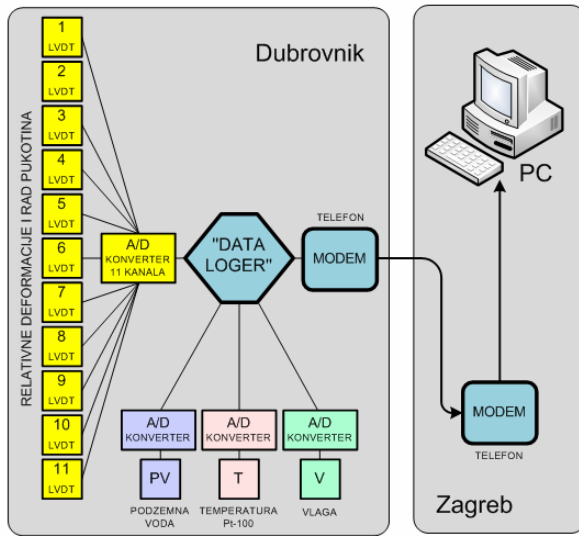 Dubrovnik
RELATIVNE DEFORMACIJE I RAD PUKOTINA
1
LVDT
2
LVDT
3
LVDT
4
LVDT
5
LVDT
6
LVDT
7
LVDT
8
LVDT
9
LVDT
10
LVDT
11
LVDT
A/D
KONVERTER
11 KANALA
"DATA
LOGER"
TELEFON
MODEM
A/D
KONVERTER
PV
PODZEMNA
VODA
A/D
KONVERTER
T
TEMPERATURA
Pt-100
A/D
KONVERTER
V
VLAGA
PC
MODEM
TELEFON
Zagreb